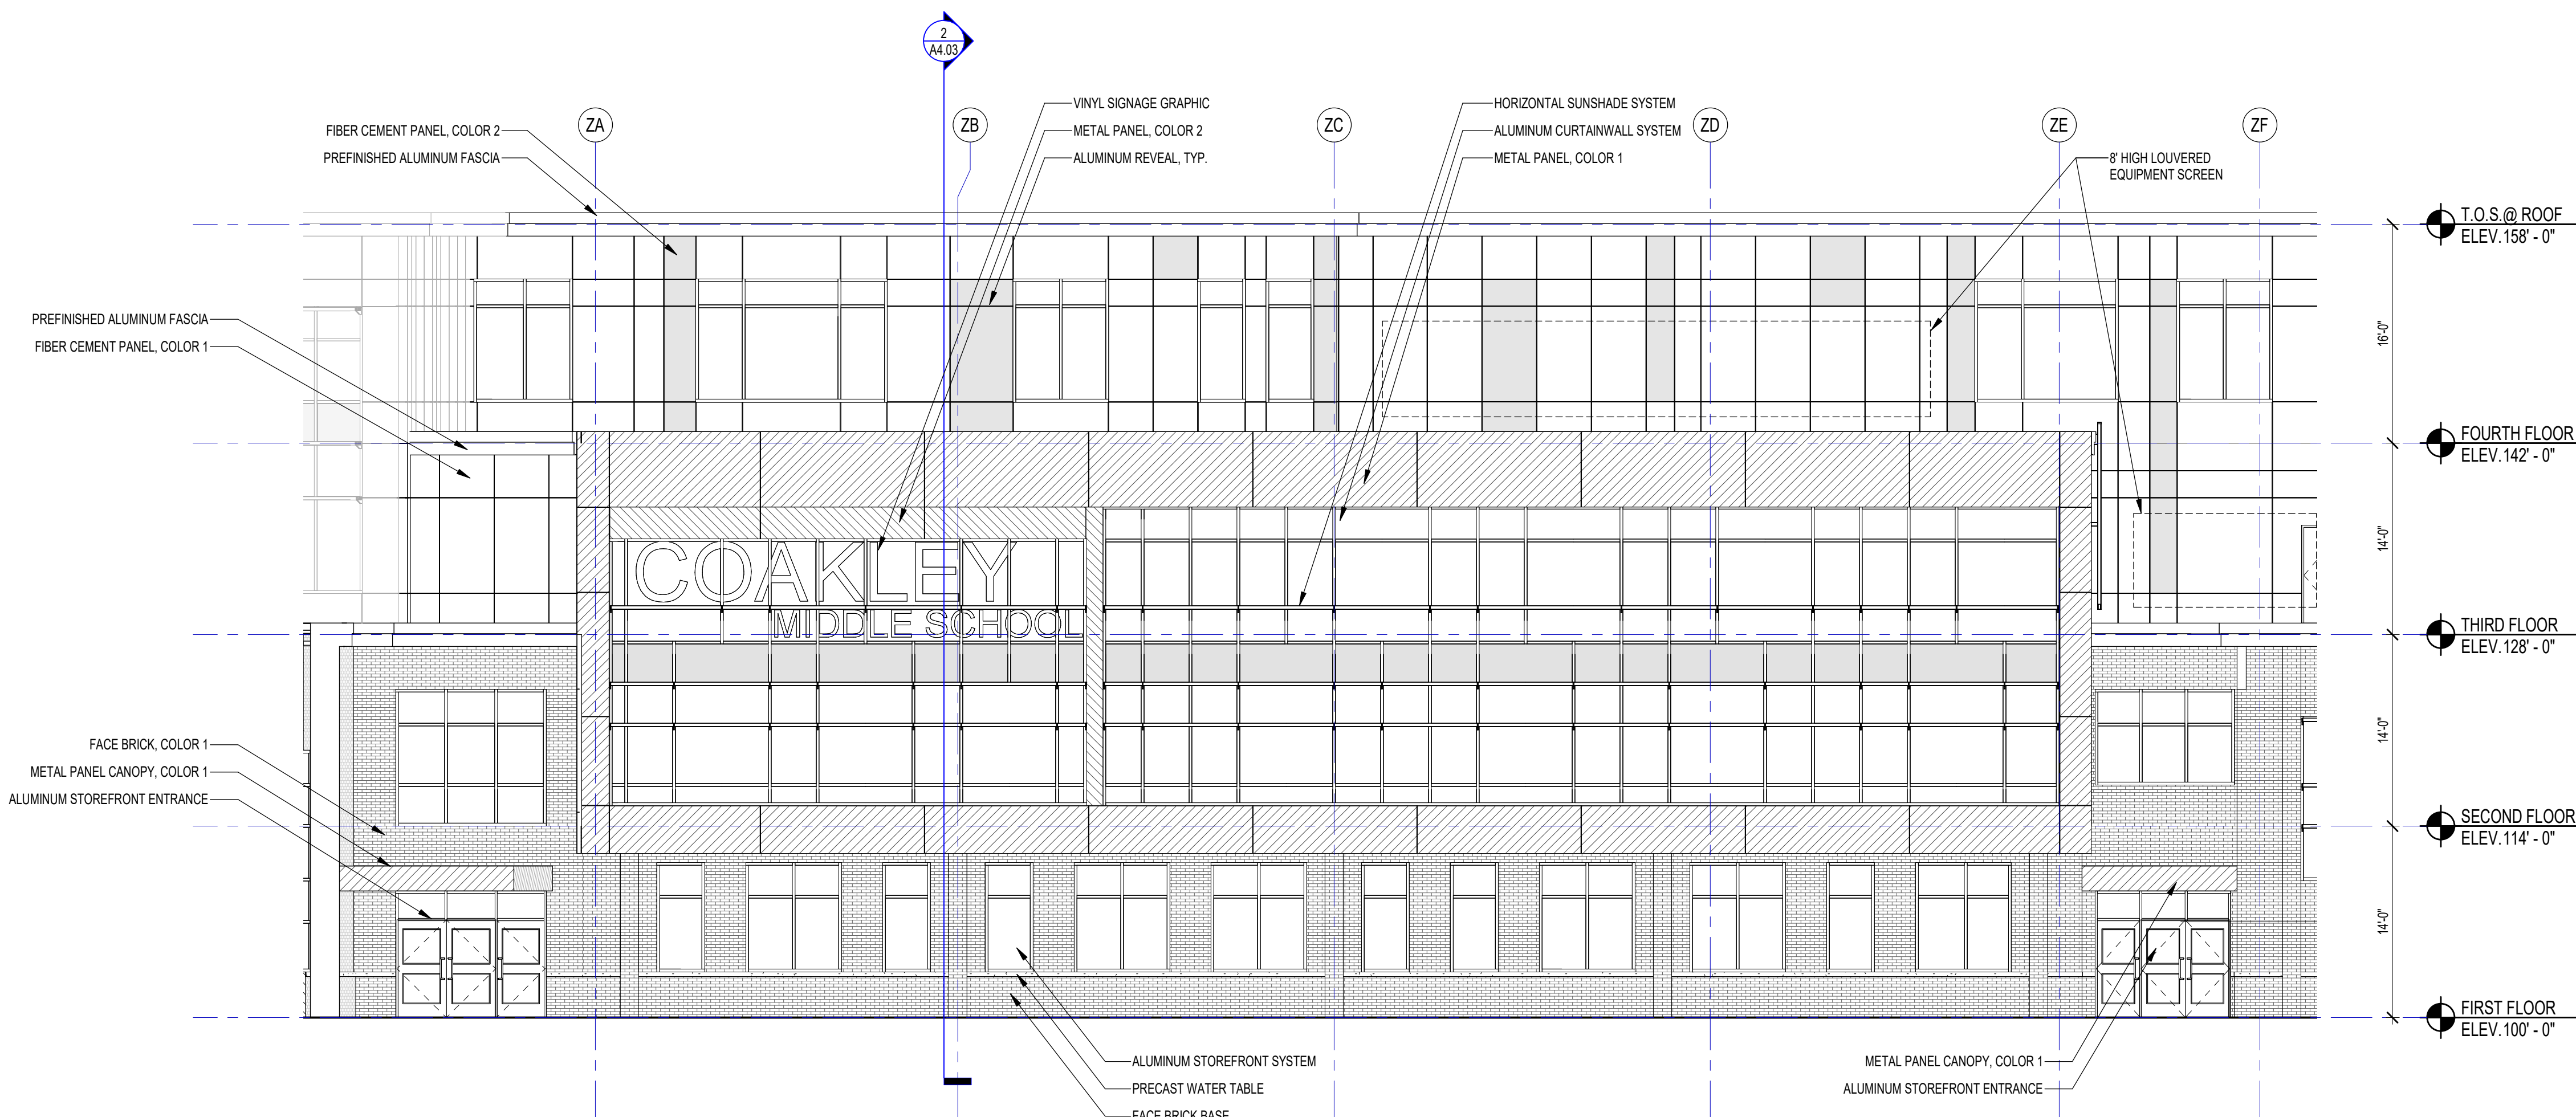 2
A4.03
ZA
ZB
ZC
ZD
ZE
ZF
FIBER CEMENT PANEL, COLOR 2
PREFINISHED ALUMINUM FASCIA
VINYL SIGNAGE GRAPHIC
METAL PANEL, COLOR 2
ALUMINUM REVEAL, TYP.
HORIZONTAL SUNSHADE SYSTEM
ALUMINUM CURTAINWALL SYSTEM
METAL PANEL, COLOR 1
8' HIGH LOUVERED
EQUIPMENT SCREEN
T.O.S.@ ROOF
ELEV.158' - 0"
16'-0"
PREFINISHED ALUMINUM FASCIA
FIBER CEMENT PANEL, COLOR 1
FOURTH FLOOR
ELEV.142' - 0"
14'-0"
COAKLEY
MIDDLE SCHOOL
THIRD FLOOR
ELEV.128' - 0"
14'-0"
FACE BRICK, COLOR 1
METAL PANEL CANOPY, COLOR 1
ALUMINUM STOREFRONT ENTRANCE
SECOND FLOOR
ELEV.114' - 0"
14'-0"
FIRST FLOOR
ELEV.100' - 0"
ALUMINUM STOREFRONT SYSTEM
PRECAST WATER TABLE
FACE BRICK BASE
METAL PANEL CANOPY, COLOR 1
ALUMINUM STOREFRONT ENTRANCE